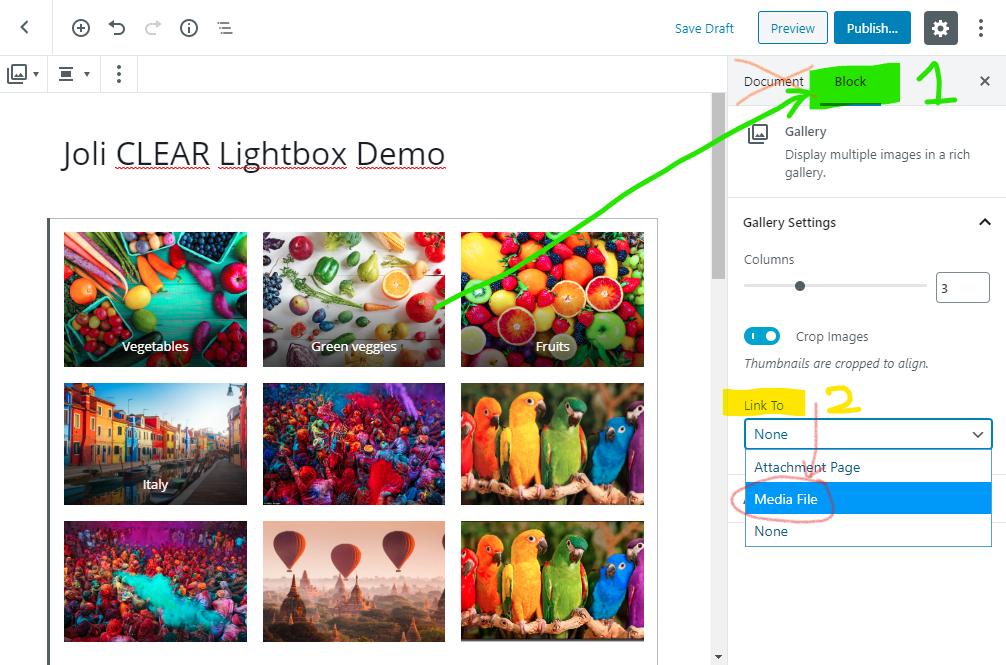 Save Draft
Preview
Publish...
Document
Block
1
Gallery
Display multiple images in a rich
gallery.
Joli CLEAR Lightbox Demo
Gallery Settings
Columns
3
Crop Images
Thumbnails are cropped to align.
Vegetables
Green veggies
Fruits
Link To
2
None
Attachment Page
Media File
None
Italy